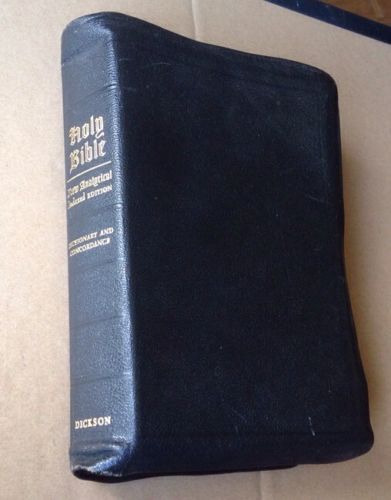 Holy
Bible
New Analytical
Indexed EDITION
DICTIONARY AND
CONCORDANCE
DICKSON